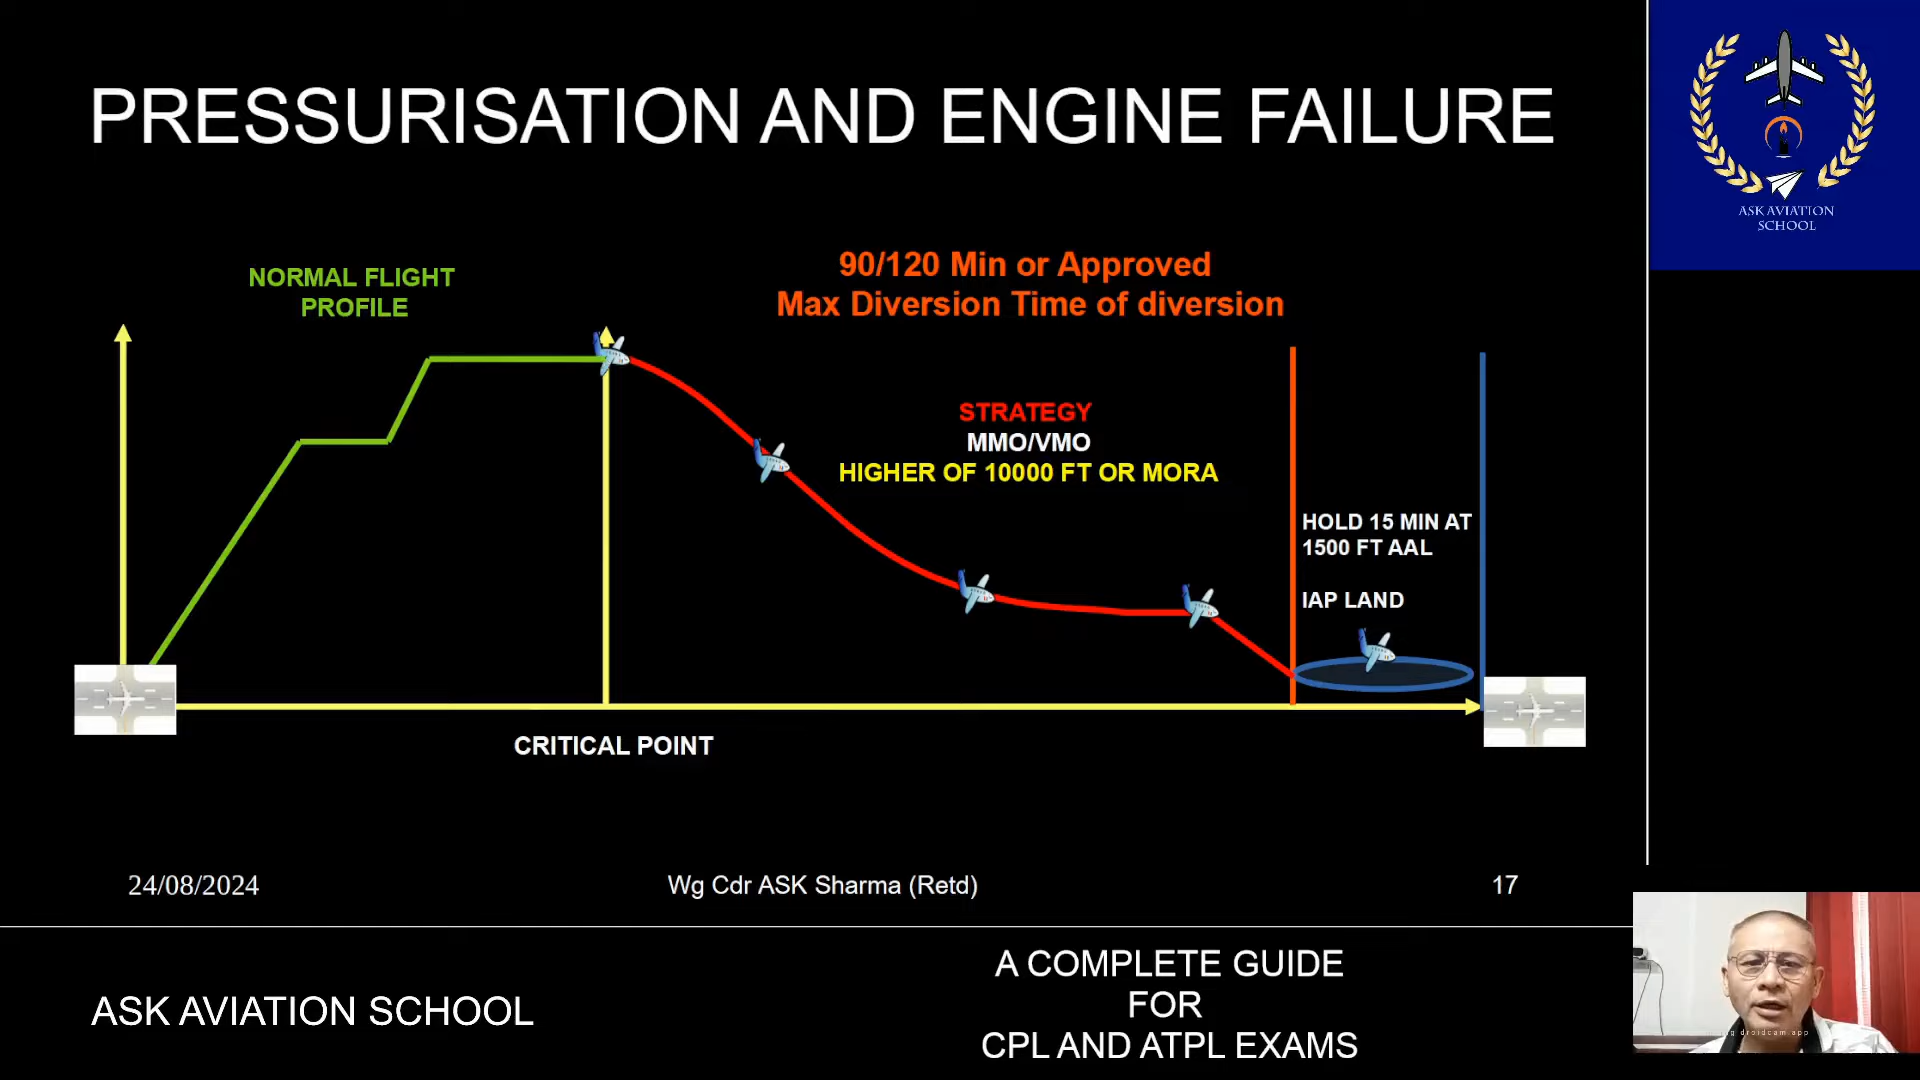 PRESSURISATION AND ENGINE FAILURE
ASK AVIATION
SCHOOL
NORMAL FLIGHT
PROFILE
90/120 Min or Approved
Max Diversion Time of diversion
STRATEGY
MMO/VMO
HIGHER OF 10000 FT OR MORA
HOLD 15 MIN AT
1500 FT AAL
IAP LAND
CRITICAL POINT
24/08/2024
Wg Cdr ASK Sharma (Retd)
17
ASK AVIATION SCHOOL
A COMPLETE GUIDE
FOR
CPL AND ATPL EXAMS
droidcam app